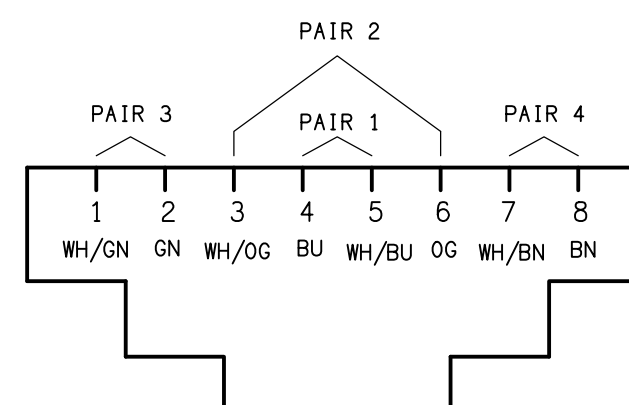 PAIR 2
PAIR 3 PAIR 1 PAIR 4
1 2 3 4 5 6 7 8
WH/GN GN WH/OG BU WH/BU OG WH/BN BN